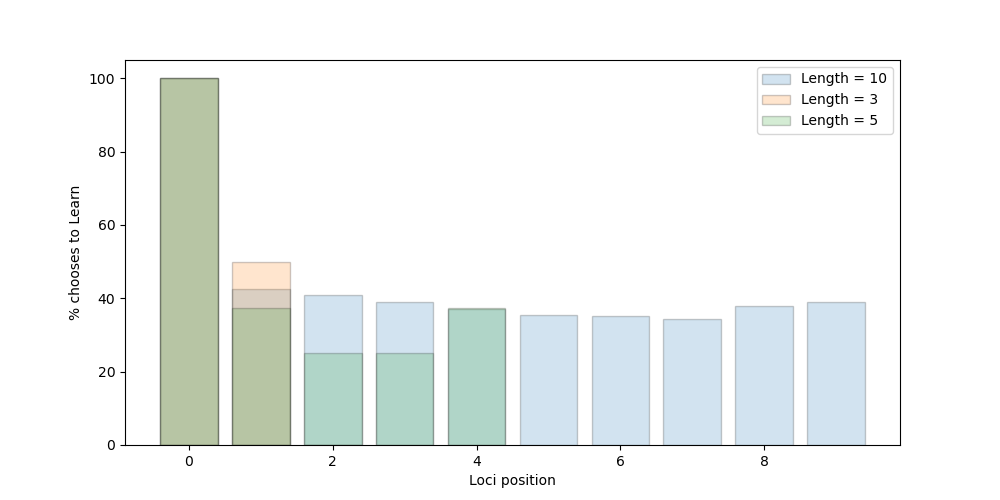 Length = 10
Length = 3
Length = 5
100
80
60
40
20
0
% chooses to Learn
0 2 4 6 8
Loci position